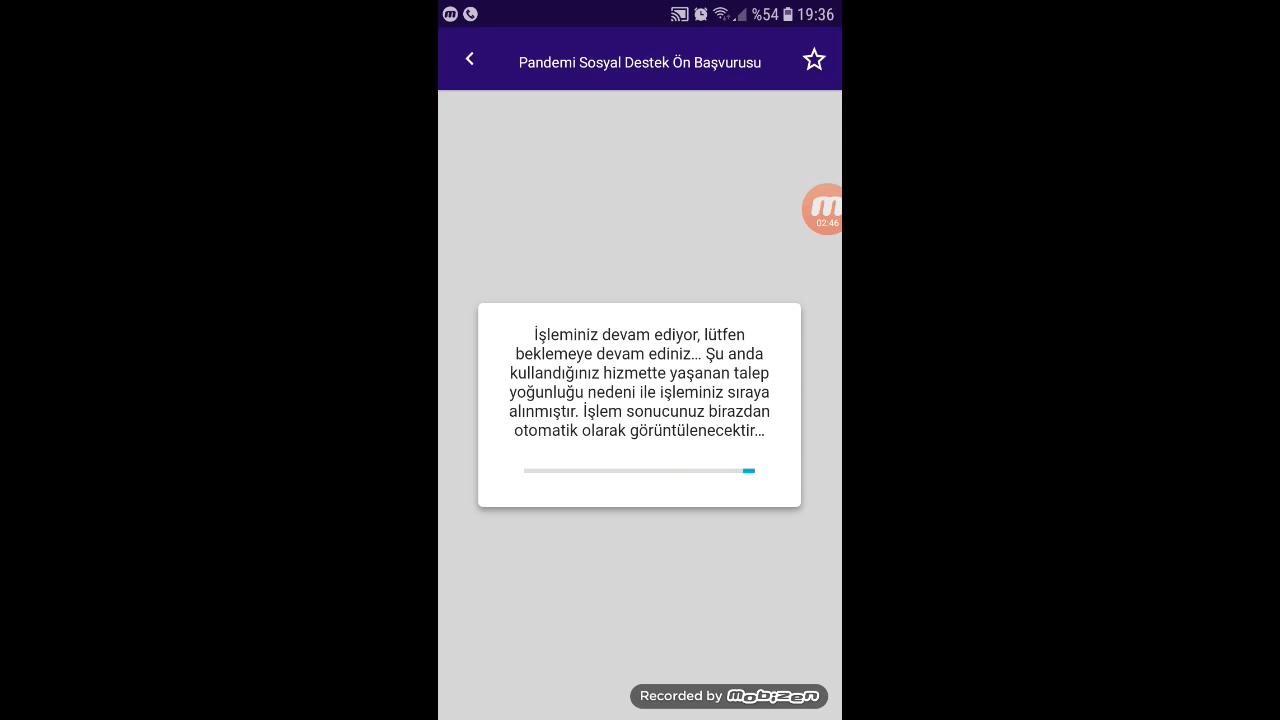 %54 19:36
Pandemi Sosyal Destek Ön Başvurusu
m
02:46
İşleminiz devam ediyor, lütfen
beklemeye devam ediniz... Şu anda
kullandığınız hizmette yaşanan talep
yoğunluğu nedeni ile işleminiz sıraya
alınmıştır. İşlem sonucunuz birazdan
otomatik olarak görüntülenecektir...
Recorded by mobizen